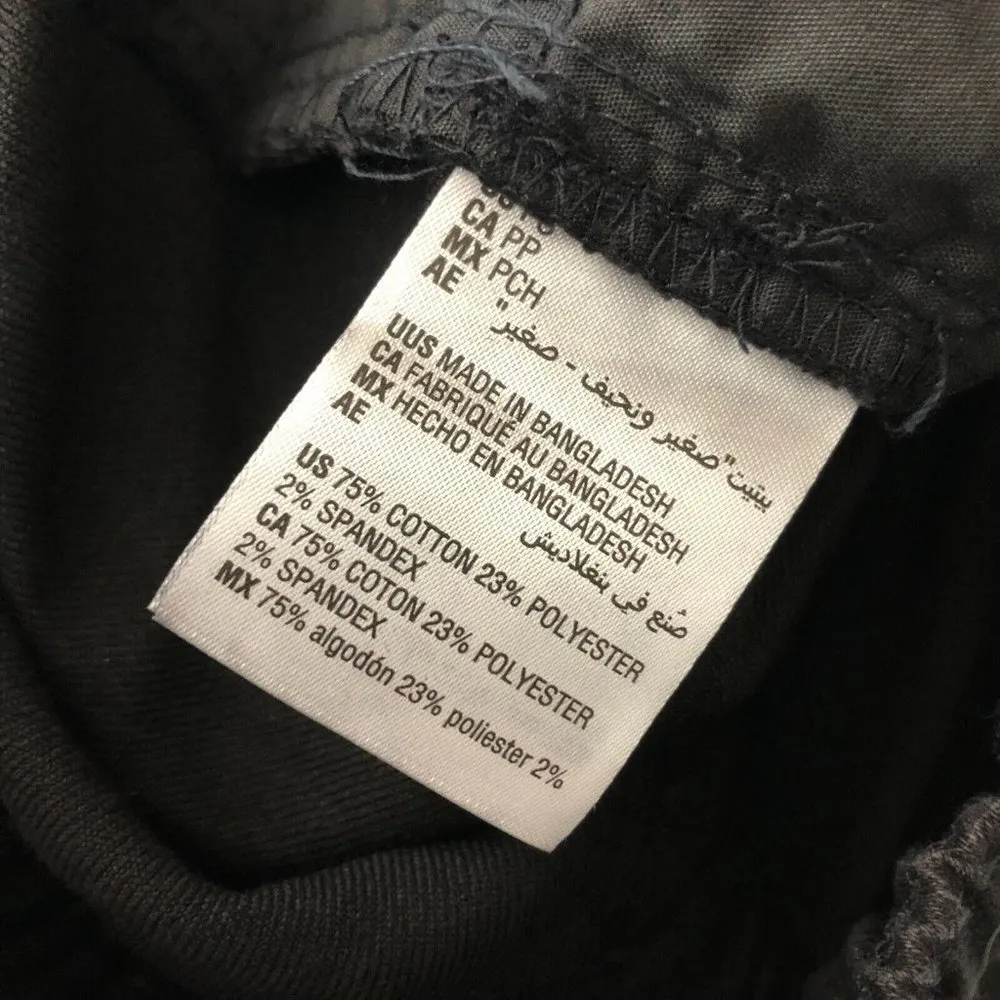 CA PP
MX PCH
AE
بيتيت "صغير ونحيف - صغير"
UUS MADE IN BANGLADESH
CA FABRIQUÉ AU BANGLADESH
MX HECHO EN BANGLADESH
AE صُنع في بنغلاديش
US 75% COTTON 23% POLYESTER
2% SPANDEX
CA 75% COTON 23% POLYESTER
2% SPANDEX
MX 75% algodón 23% poliester 2%